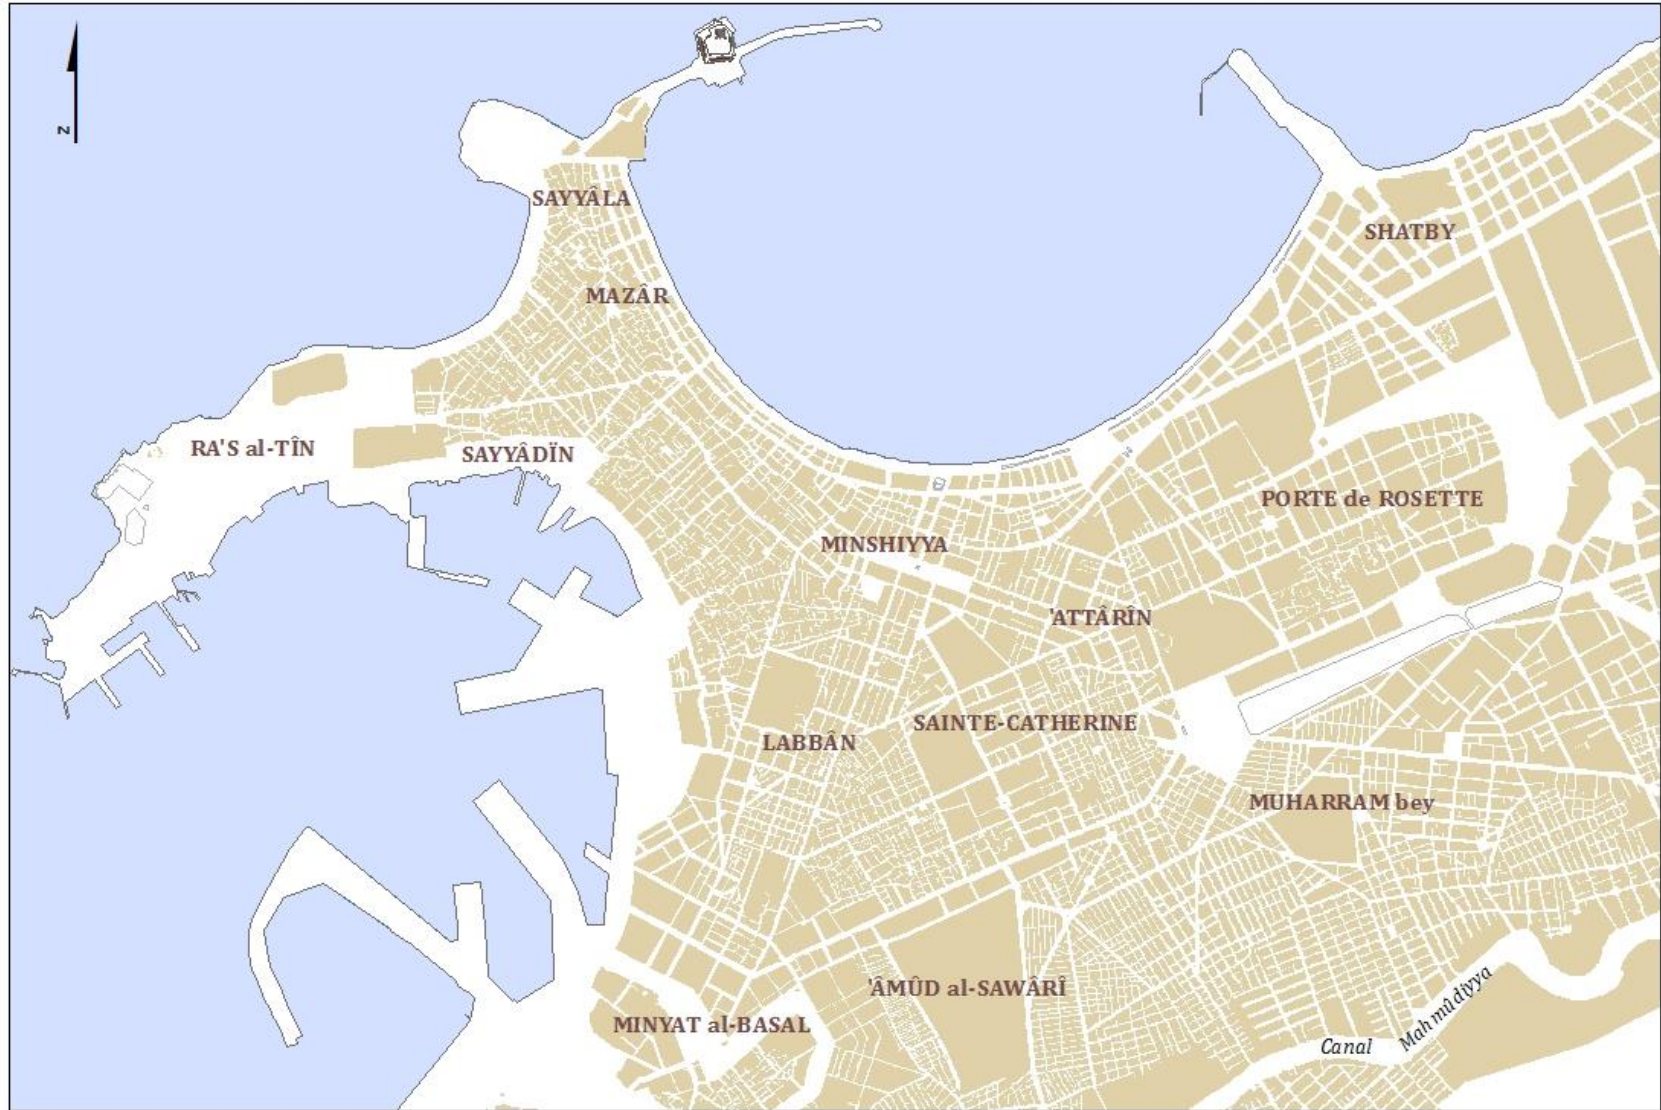 N
SAYYÂLA
SHATBY
MAZÂR
RA'S al-TÎN
SAYYÂDÏN
PORTE de ROSETTE
MINSHIYYA
'ATTÂRÎN
SAINTE-CATHERINE
LABBÂN
MUHARRAM bey
'ÂMÛD al-SAWÂRÎ
MINYAT al-BASAL
Canal Mahmûdiyya